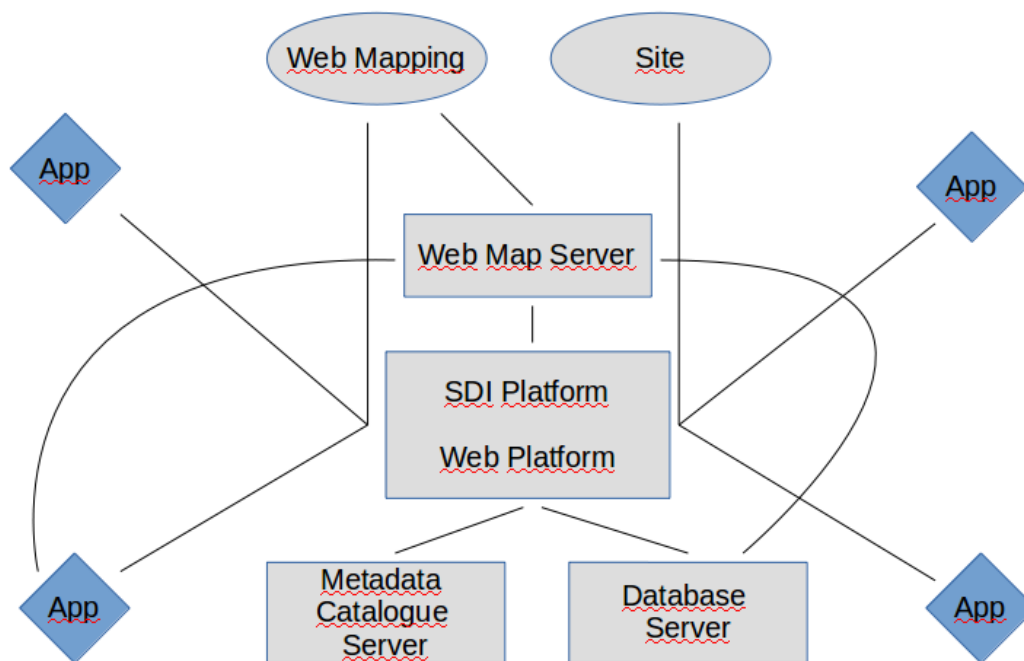 Web Mapping
Site
App
App
Web Map Server
SDI Platform
Web Platform
Metadata
Catalogue
Server
Database
Server
App
App